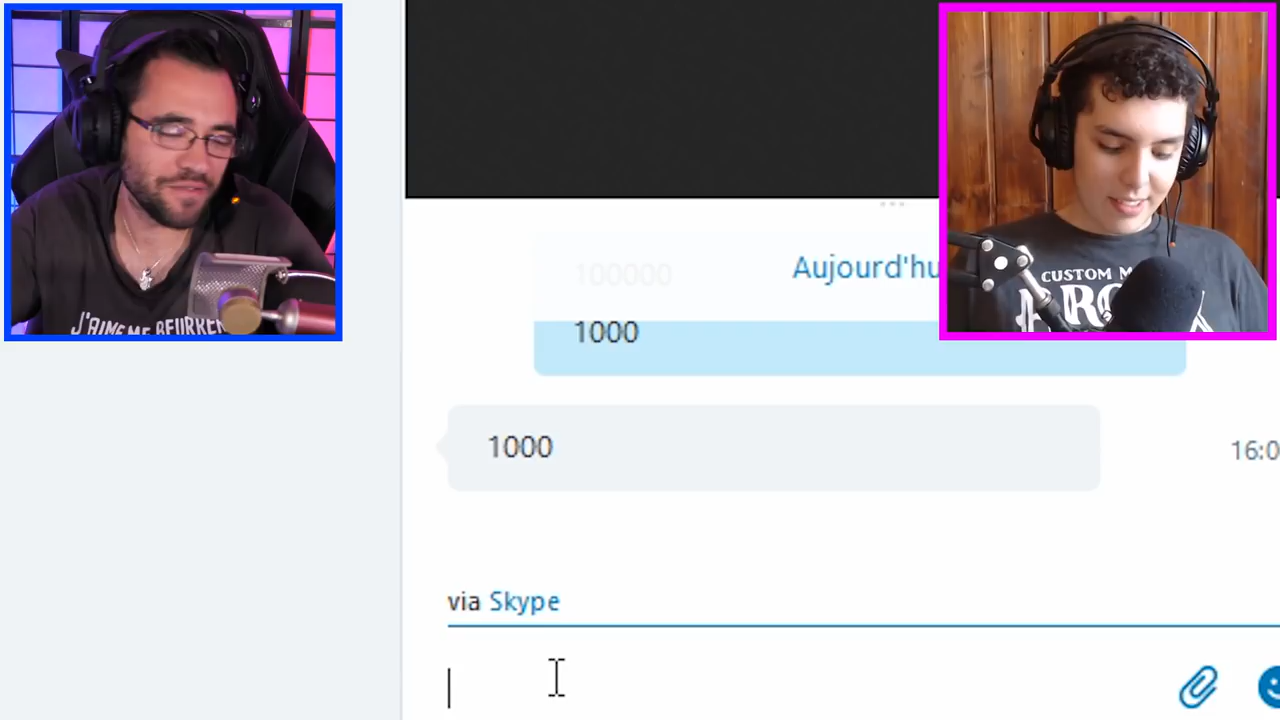 100000
Aujourd'hu
1000
1000
16:0
via Skype
J'AIME ME BEURRER
CUSTOM M